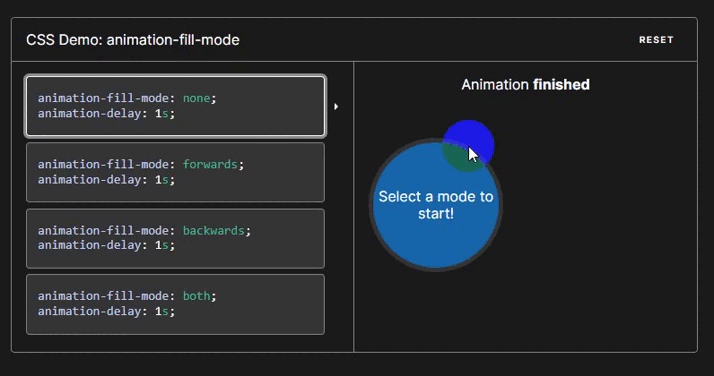 CSS Demo: animation-fill-mode
RESET
animation-fill-mode: none;
animation-delay: 1s;
animation-fill-mode: forwards;
animation-delay: 1s;
animation-fill-mode: backwards;
animation-delay: 1s;
animation-fill-mode: both;
animation-delay: 1s;
Animation finished
Select a mode to
start!